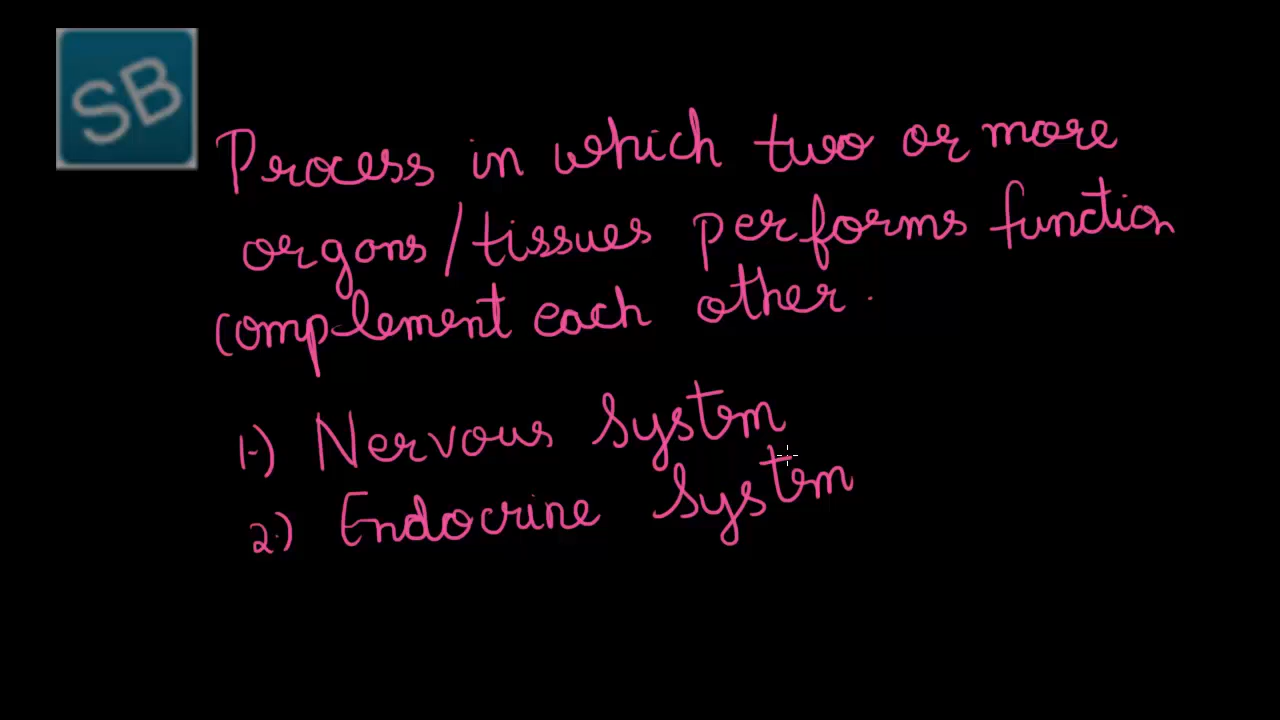 SB
Process in which two or more
organs/tissues performs function
complement each other.
1.) Nervous System
2.) Endocrine System